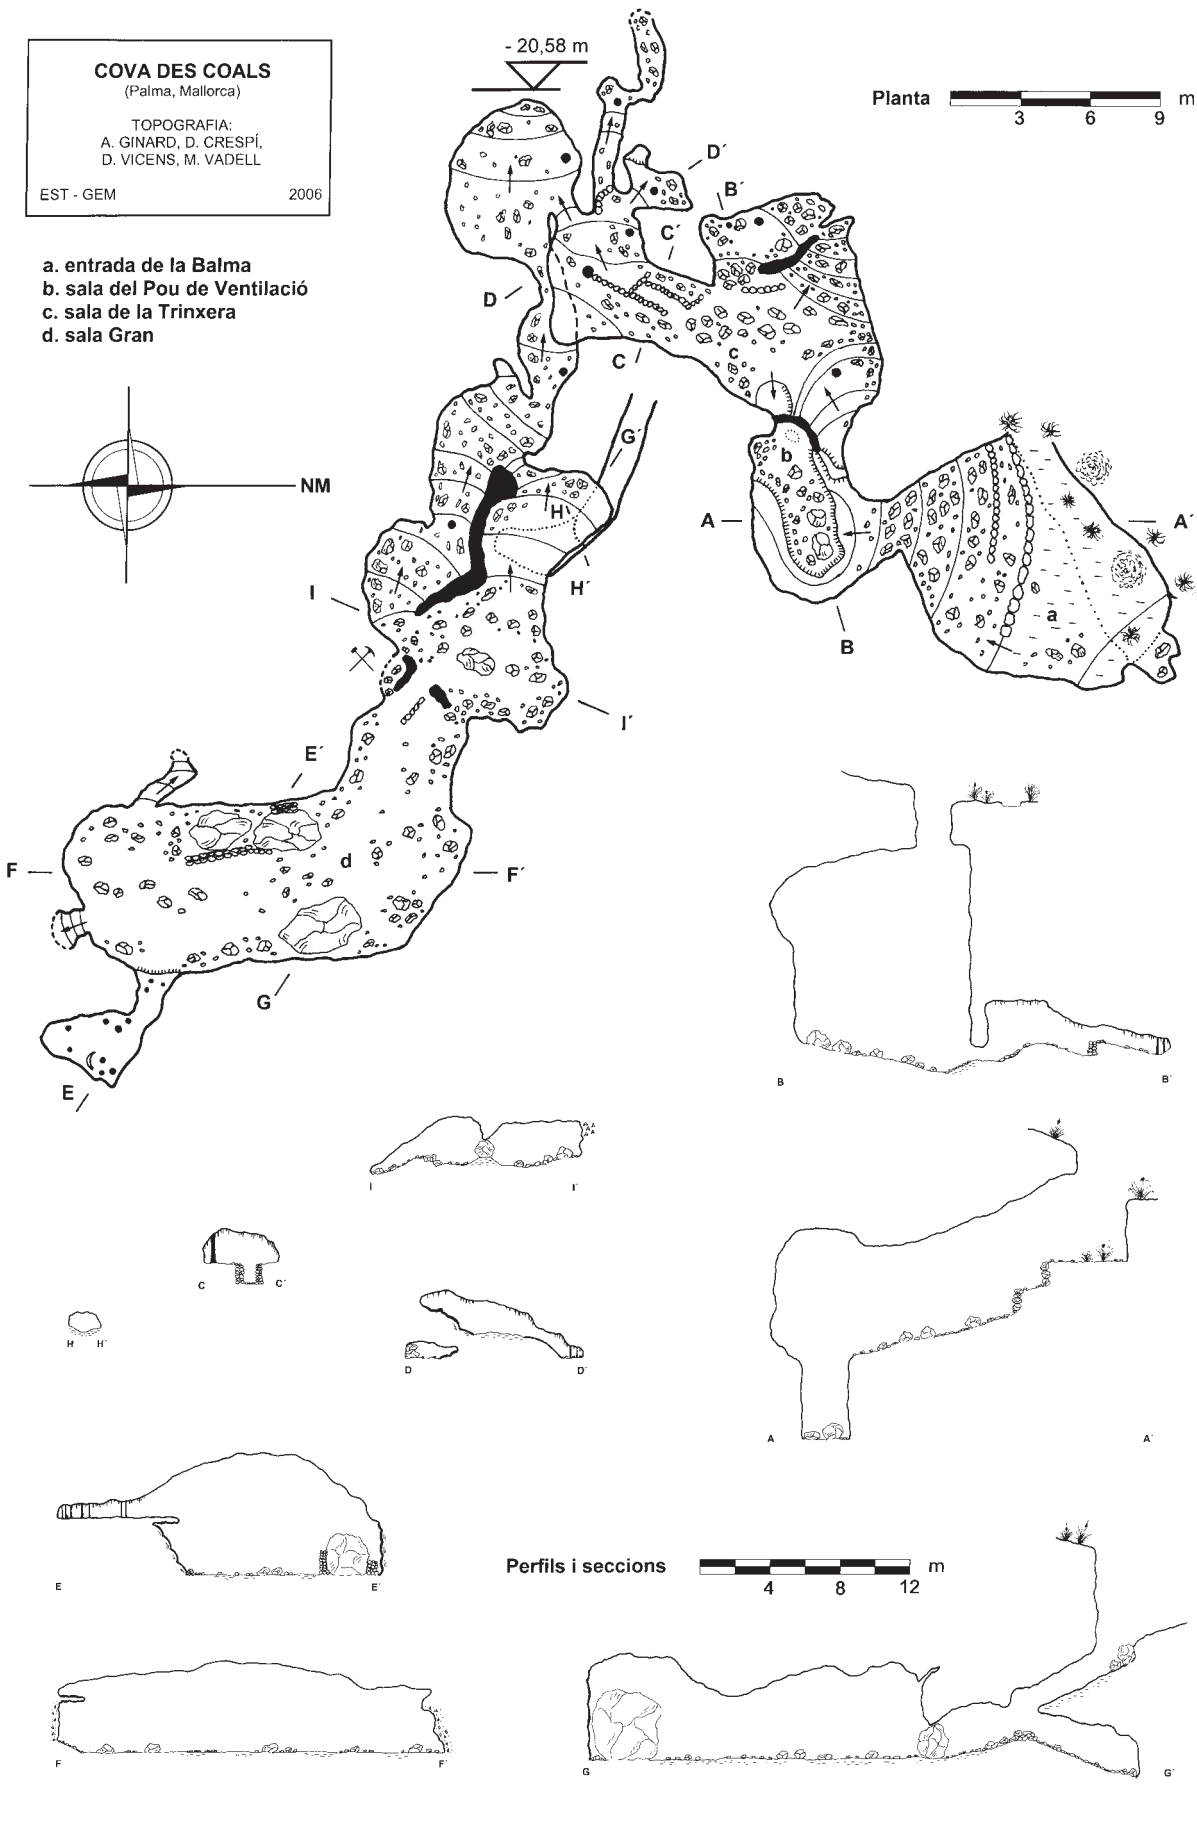 COVA DES COALS
(Palma, Mallorca)
TOPOGRAFIA:
A. GINARD, D. CRESPÍ,
D. VICENS, M. VADELL
EST - GEM 2006
- 20,58 m
Planta
m
3 6 9
a. entrada de la Balma
b. sala del Pou de Ventilació
c. sala de la Trinxera
d. sala Gran
NM
D´
B´
C´
D
C
c
G´
b
H
A
A´
H´
I
a
B
I´
E´
F
d
F´
G
E
B
B´
I
I´
C
C´
H
H´
D
D´
A
A´
E
E´
Perfils i seccions
m
4 8 12
F
F´
G
G´